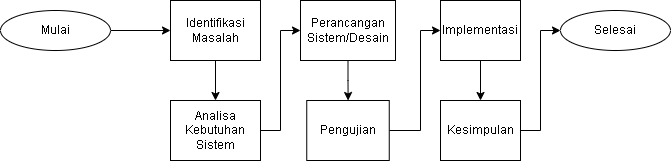 Mulai
Identifikasi
Masalah
Analisa
Kebutuhan
Sistem
Perancangan
Sistem/Desain
Pengujian
Implementasi
Kesimpulan
Selesai